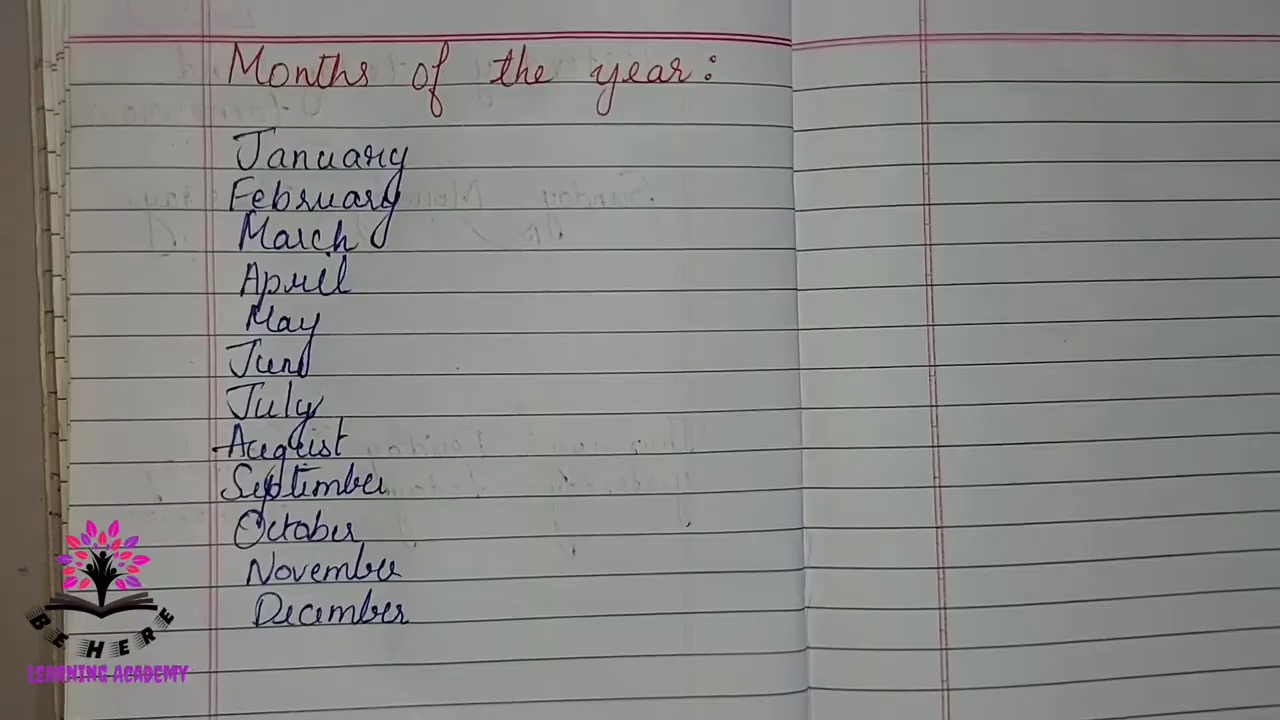 Months of the year:
January
February
March
April
May
June
July
August
September
October
November
December
BE HERE
LEARNING ACADEMY